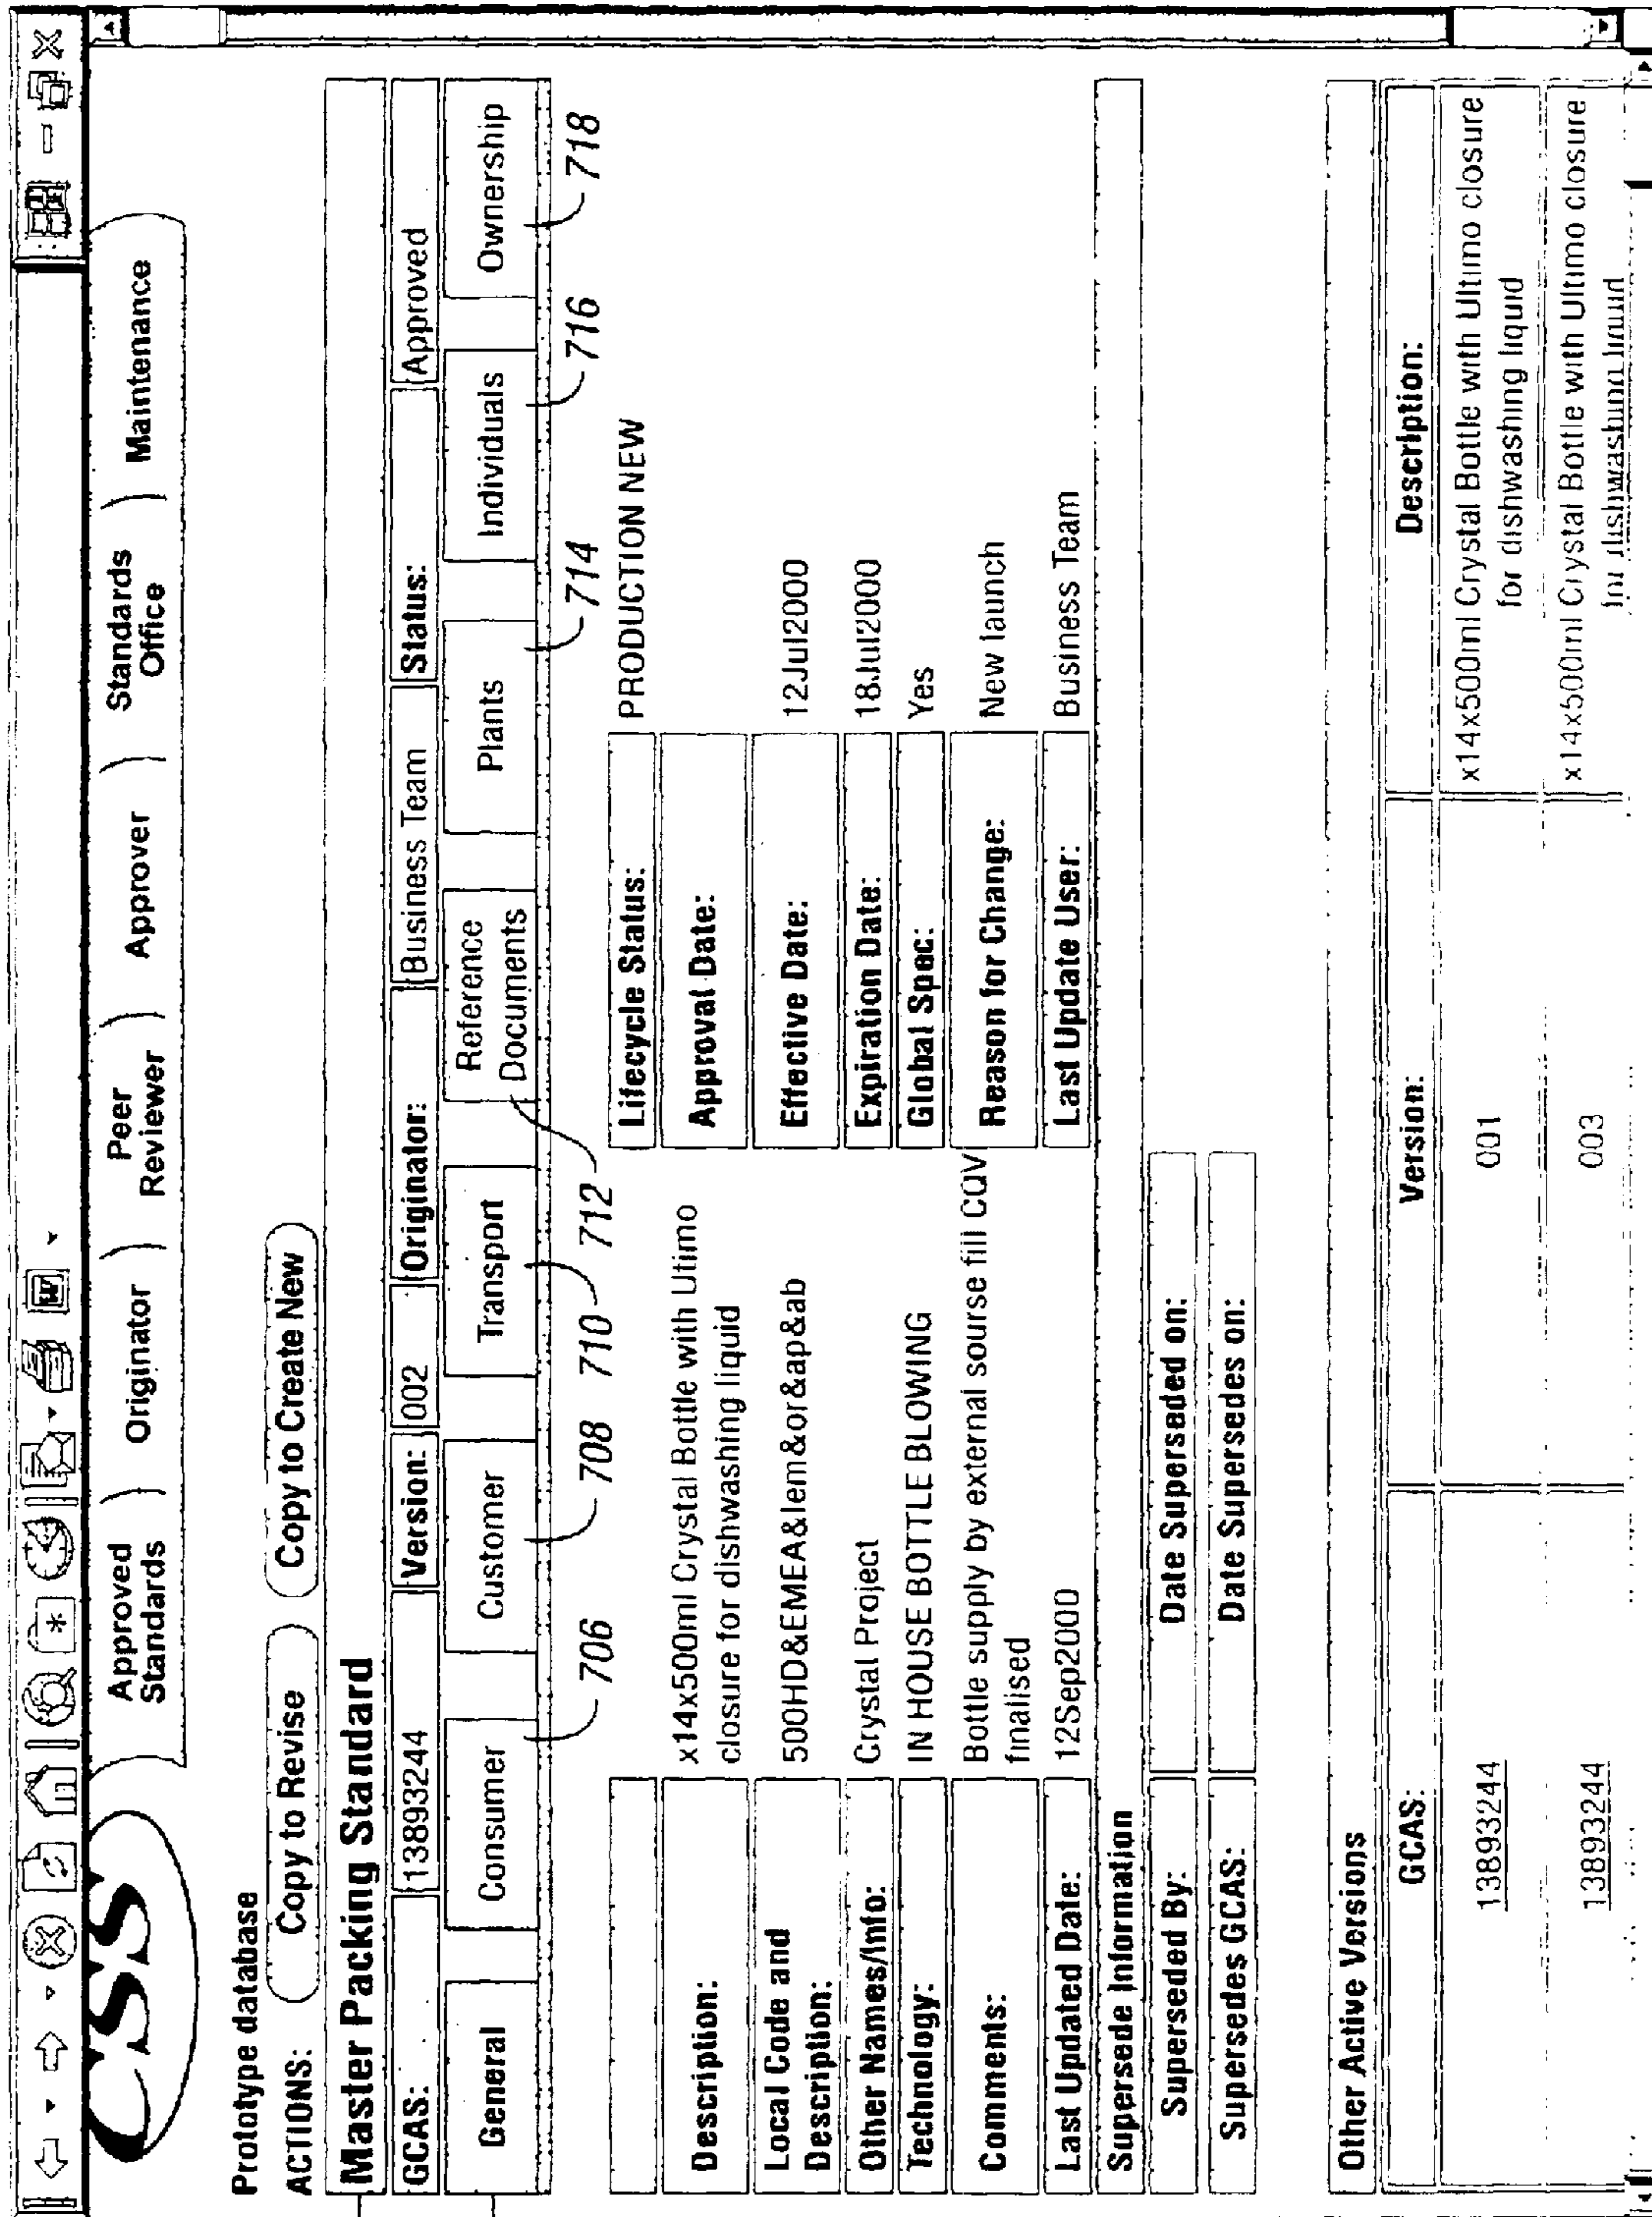 CSS
Approved Standards
Originator
Peer Reviewer
Approver
Standards Office
Maintenance
Prototype database
ACTIONS: Copy to Revise Copy to Create New
Master Packing Standard
GCAS: 13893244 Version: 002 Originator: Business Team Status: Approved
General Consumer Customer Transport Reference Documents Plants Individuals Ownership
706 708 710 712 714 716 718
Lifecycle Status: PRODUCTION NEW
Description: x14x500ml Crystal Bottle with Utimo
closure for dishwashing liquid
Approval Date:
Local Code and
Description: 500HD&EMEA&lem&or&ap&ab
Effective Date: 12Jul2000
Other Names/Info: Crystal Project Expiration Date: 18Jul2000
Technology: IN HOUSE BOTTLE BLOWING Global Spec: Yes
Comments: Bottle supply by external sourse fill CQV
finalised
Reason for Change: New launch
Last Updated Date: 12Sep2000 Last Update User: Business Team
Supersede Information
Superseded By: Date Superseded on:
Supersedes GCAS: Date Supersedes on:
Other Active Versions
GCAS: Version: Description:
13893244 001 x14x500ml Crystal Bottle with Ultimo closure
for dishwashing liquid
13893244 003 x14x500ml Crystal Bottle with Ultimo closure
for dishwashing liquid